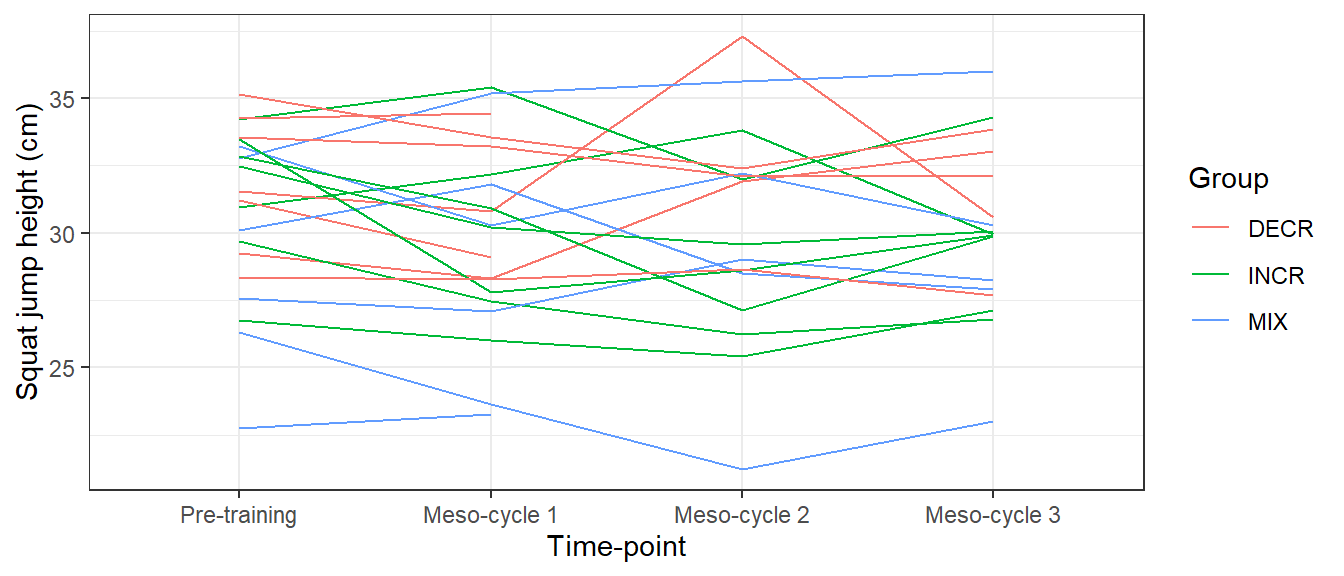 Squat jump height (cm)
35
30
25
Pre-training Meso-cycle 1 Meso-cycle 2 Meso-cycle 3
Time-point
Group
DECR
INCR
MIX